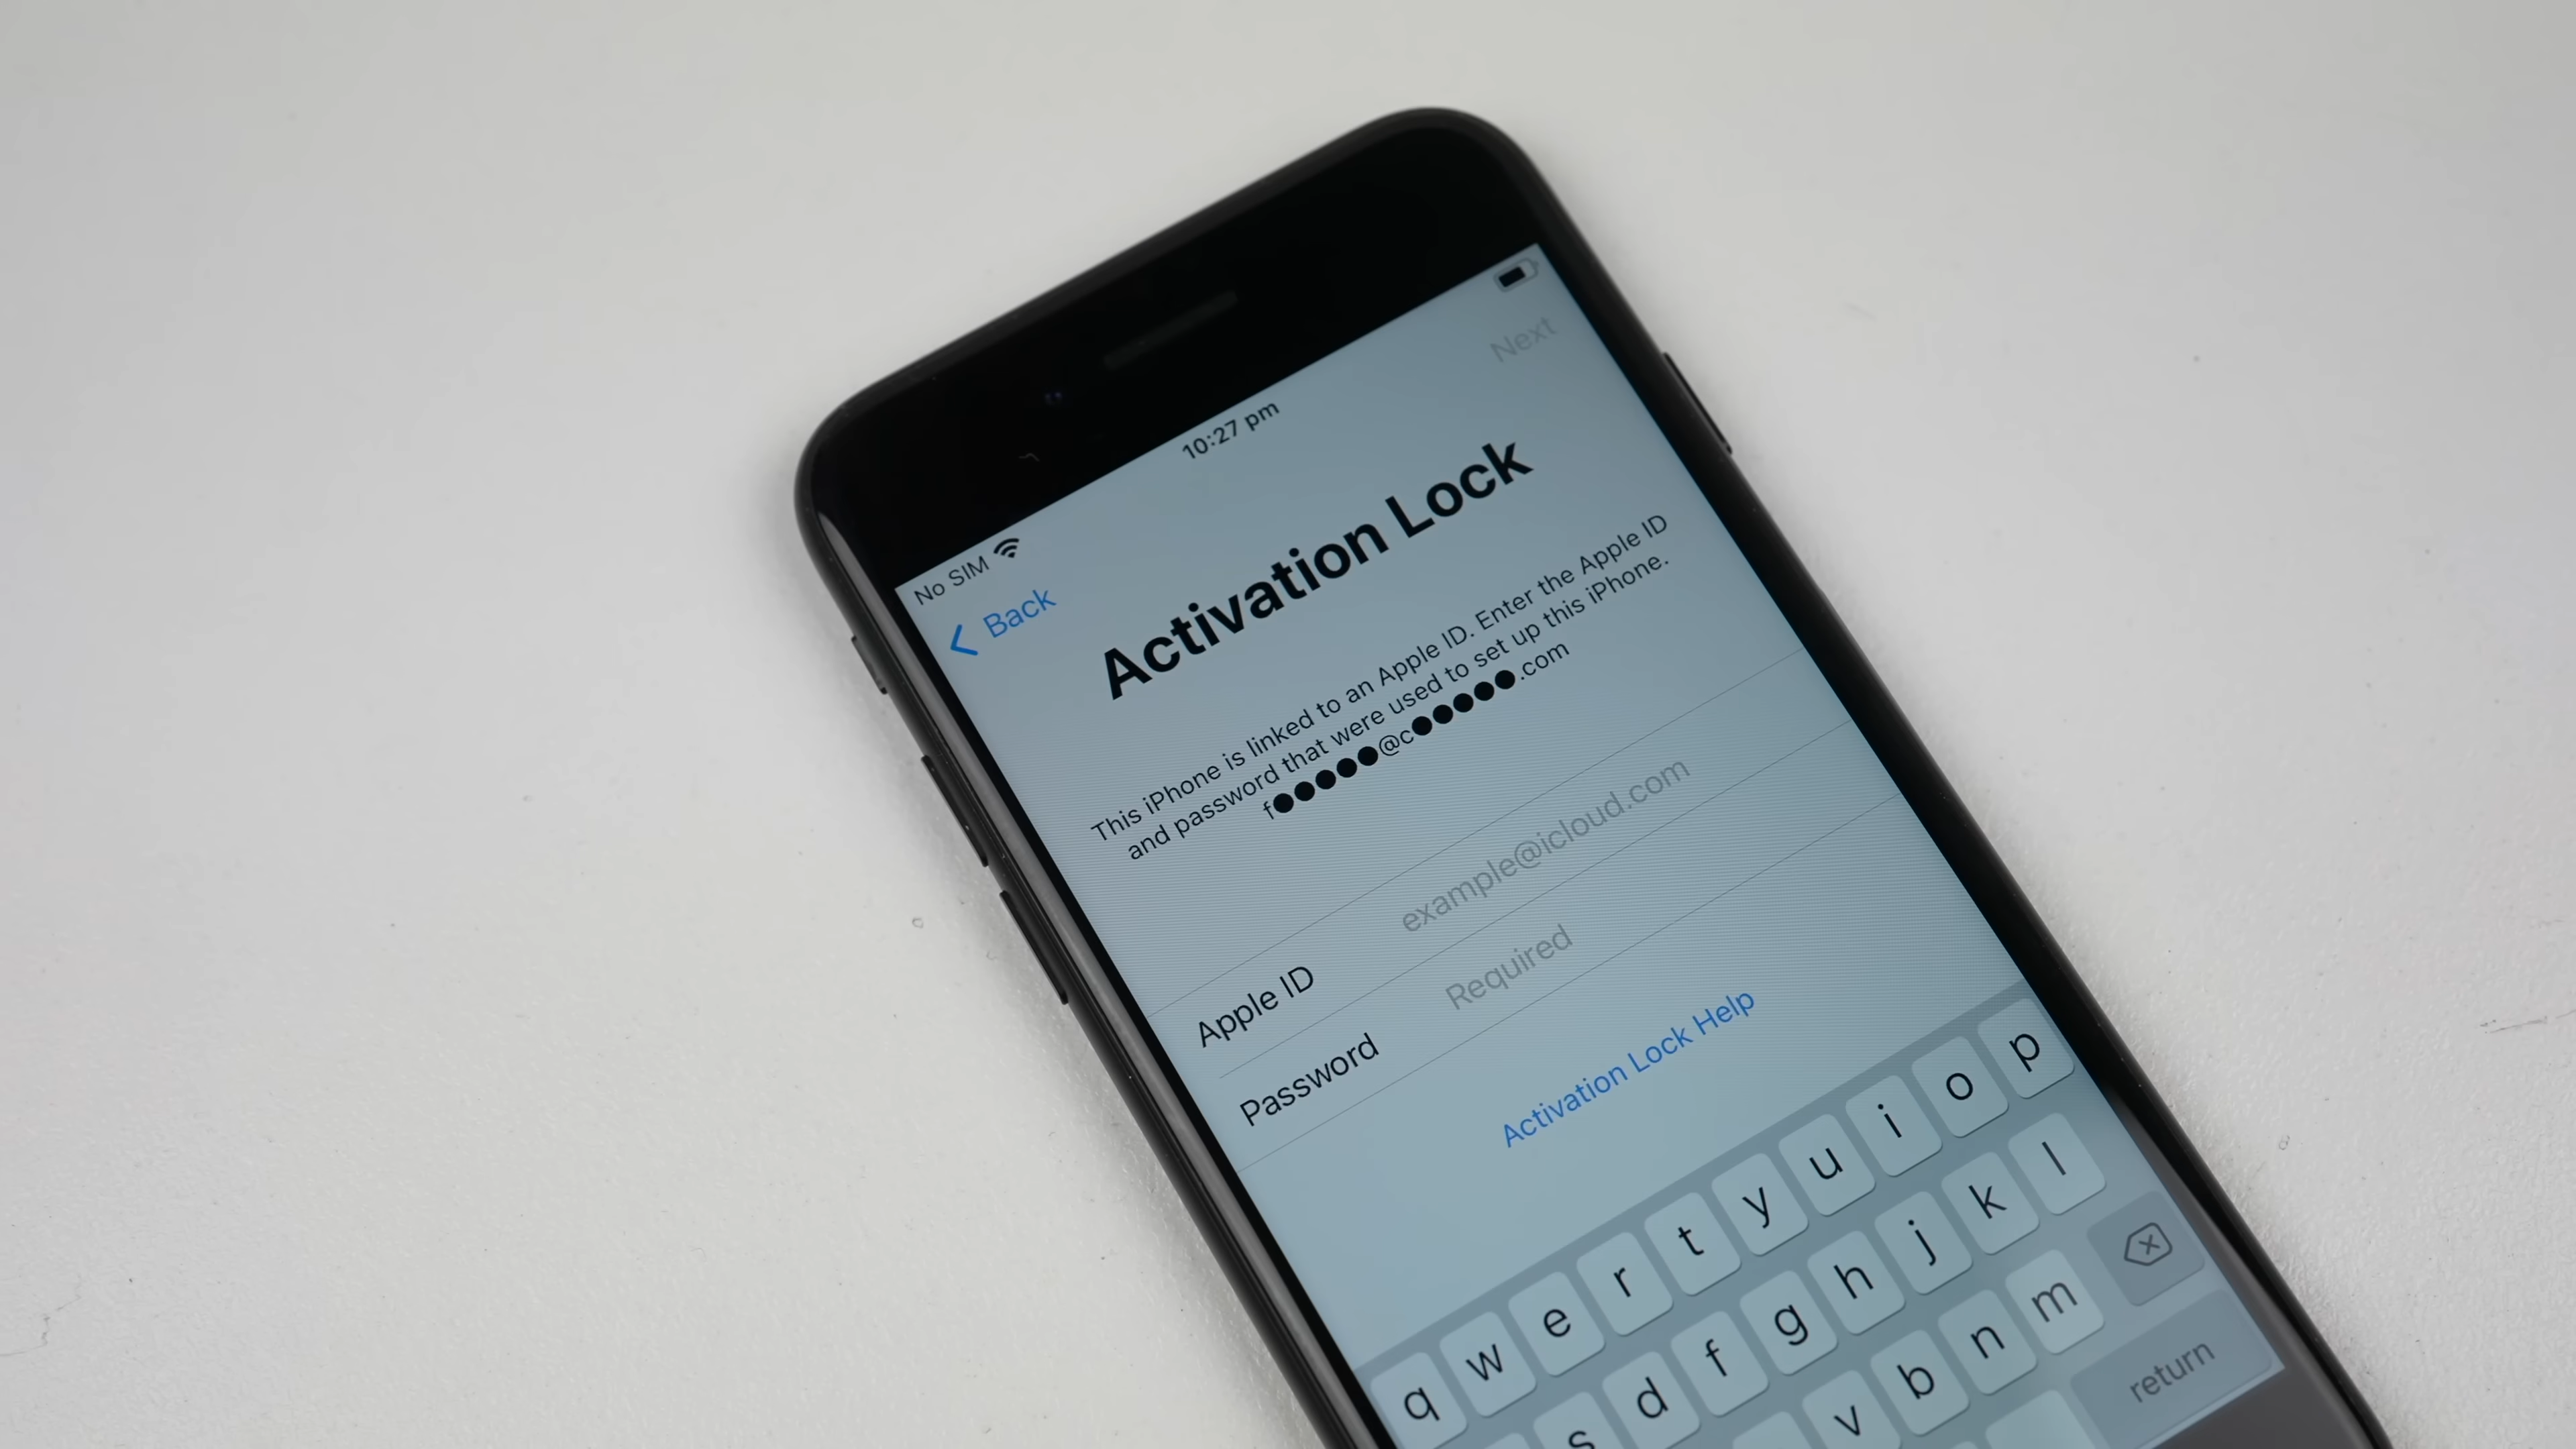 No SIM 10:27 pm
Back Next
Activation Lock
This iPhone is linked to an Apple ID. Enter the Apple ID
and password that were used to set up this iPhone.
f●●●●●@c●●●●●.com
Apple ID example@icloud.com
Password Required
Activation Lock Help
q w e r t y u i o p
s d f g h j k l
v b n m
return